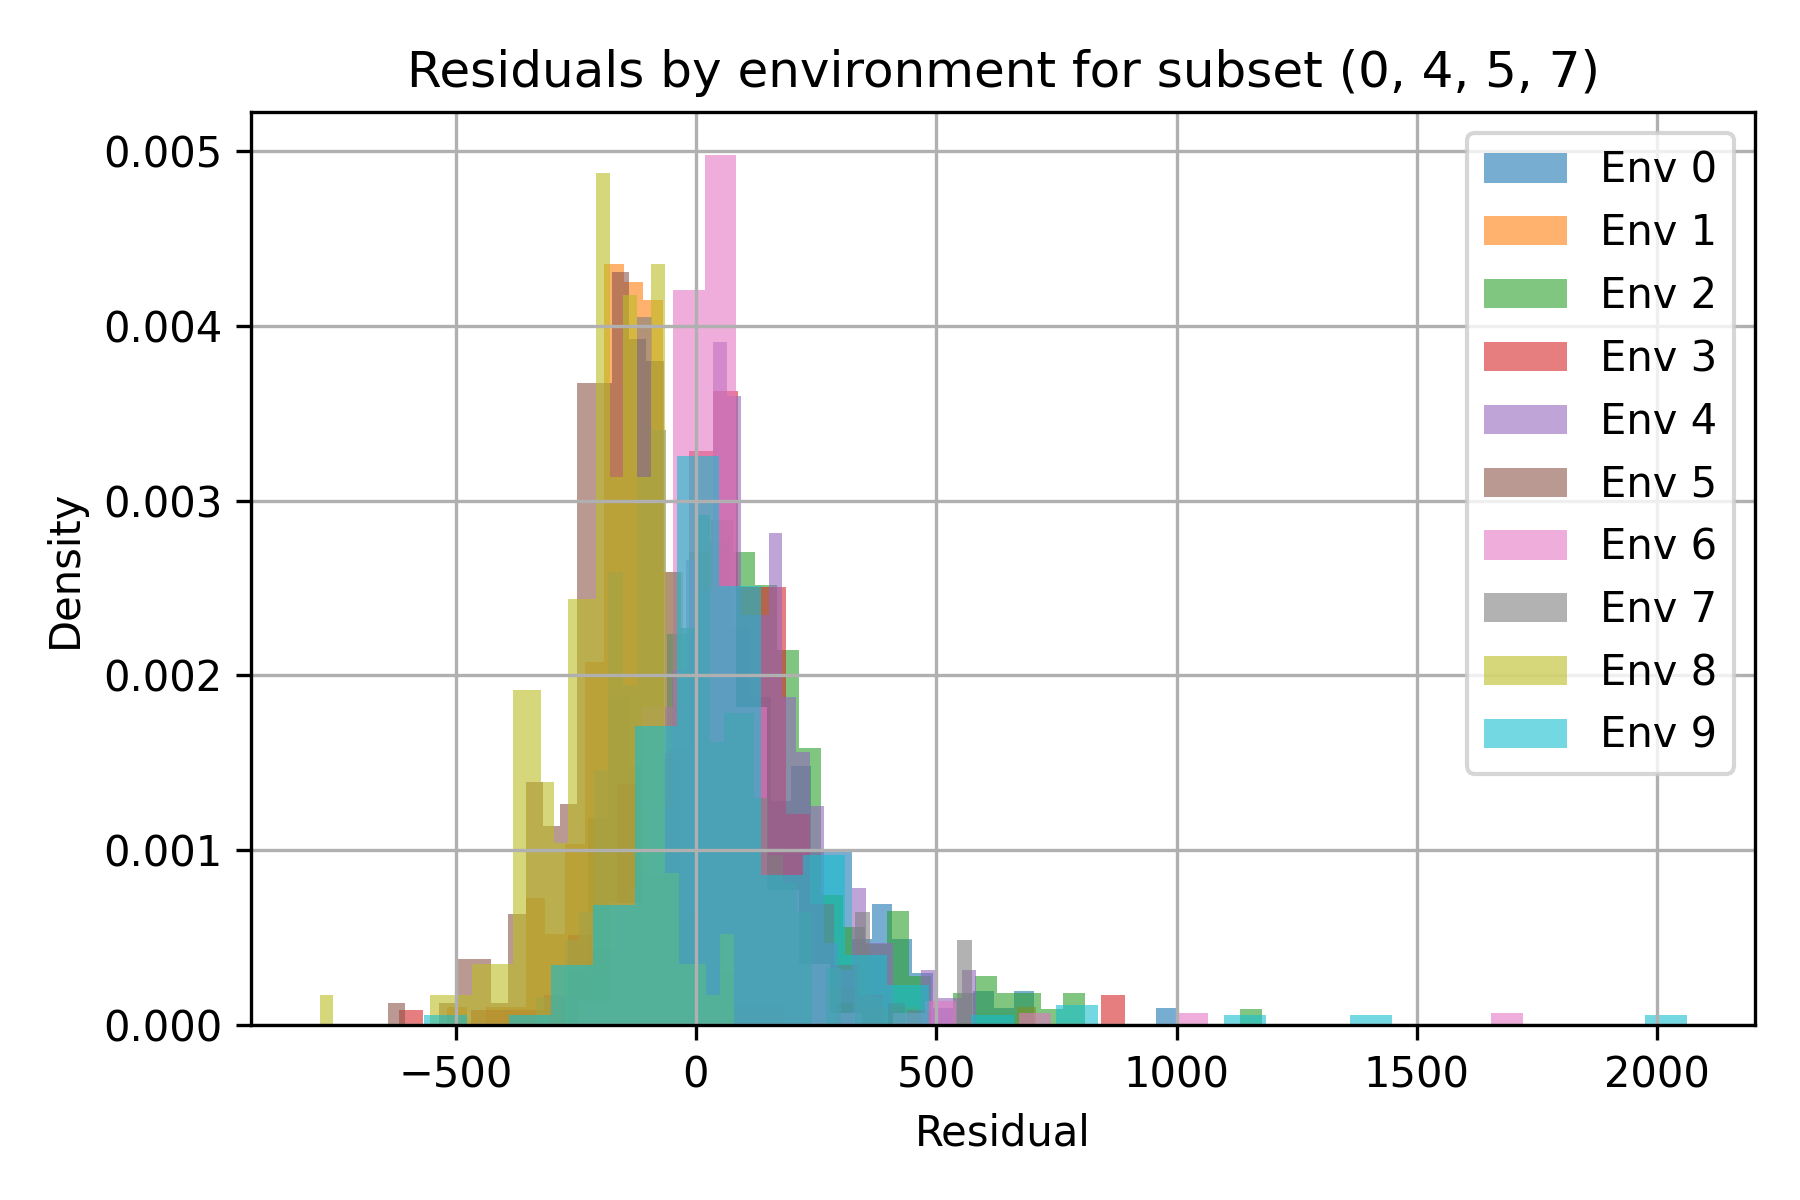 Residuals by environment for subset (0, 4, 5, 7)
0.005
0.004
0.003
0.002
0.001
0.000
Density
−500
0
500
1000
1500
2000
Residual
Env 0
Env 1
Env 2
Env 3
Env 4
Env 5
Env 6
Env 7
Env 8
Env 9